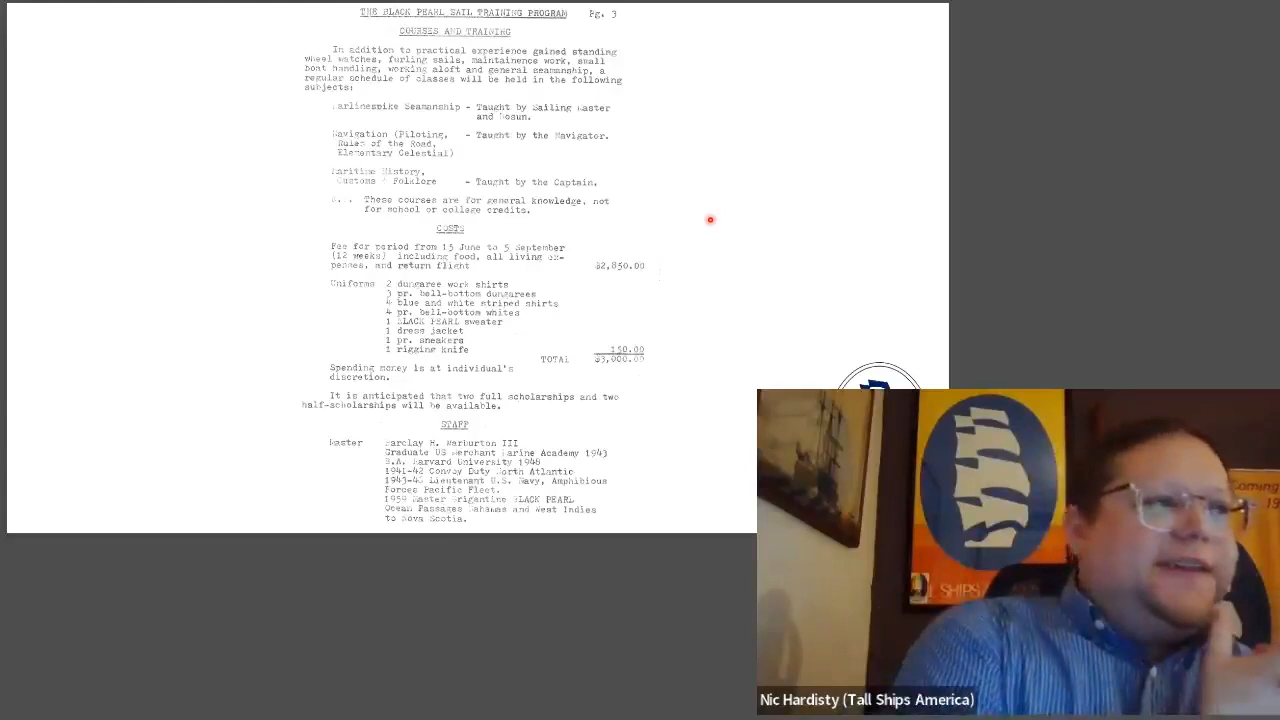 THE BLACK PEARL SAIL TRAINING PROGRAM Pg. 3
COURSES AND TRAINING
In addition to practical experience gained standing
wheel watches, furling sails, maintainence work, small
boat handling, working aloft and general seamanship, a
regular schedule of classes will be held in the following
subjects:
Marlinespike Seamanship - Taught by Sailing Master
and Bosun.
Navigation (Piloting, - Taught by the Navigator.
Rules of the Road,
Elementary Celestial)
Maritime History,
Customs & Folklore - Taught by the Captain.
These courses are for general knowledge, not
for school or college credits.
COSTS
Fee for period from 15 June to 5 September
(12 weeks) including food, all living ex-
penses, and return flight $2,850.00
Uniforms 2 dungaree work shirts
3 pr. bell-bottom dungarees
4 blue and white striped shirts
4 pr. bell-bottom whites
1 BLACK PEARL sweater
1 dress jacket
1 pr. sneakers
1 rigging knife 150.00
TOTAL $3,000.00
Spending money is at individual's
discretion.
It is anticipated that two full scholarships and two
half-scholarships will be available.
STAFF
Master Barclay H. Warburton III
Graduate US Merchant Marine Academy 1943
B.A. Harvard University 1948
1941-42 Convoy Duty North Atlantic
1943-46 Lieutenant U.S. Navy, Amphibious
Forces Pacific Fleet.
1959 Master Brigantine BLACK PEARL
Ocean Passages Bahamas and West Indies
to Nova Scotia.
Coming
19
SHIPS
Nic Hardisty (Tall Ships America)